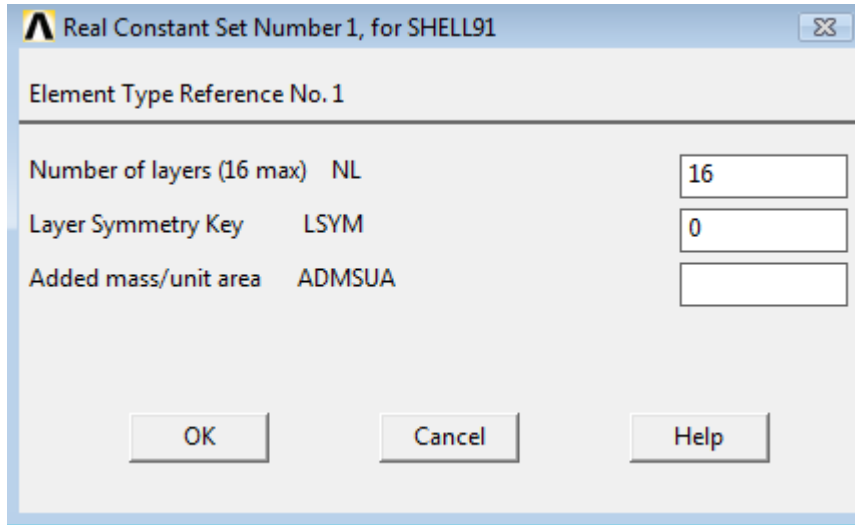 Real Constant Set Number 1, for SHELL91
Element Type Reference No. 1
Number of layers (16 max) NL 16
Layer Symmetry Key LSYM 0
Added mass/unit area ADMSUA
OK Cancel Help